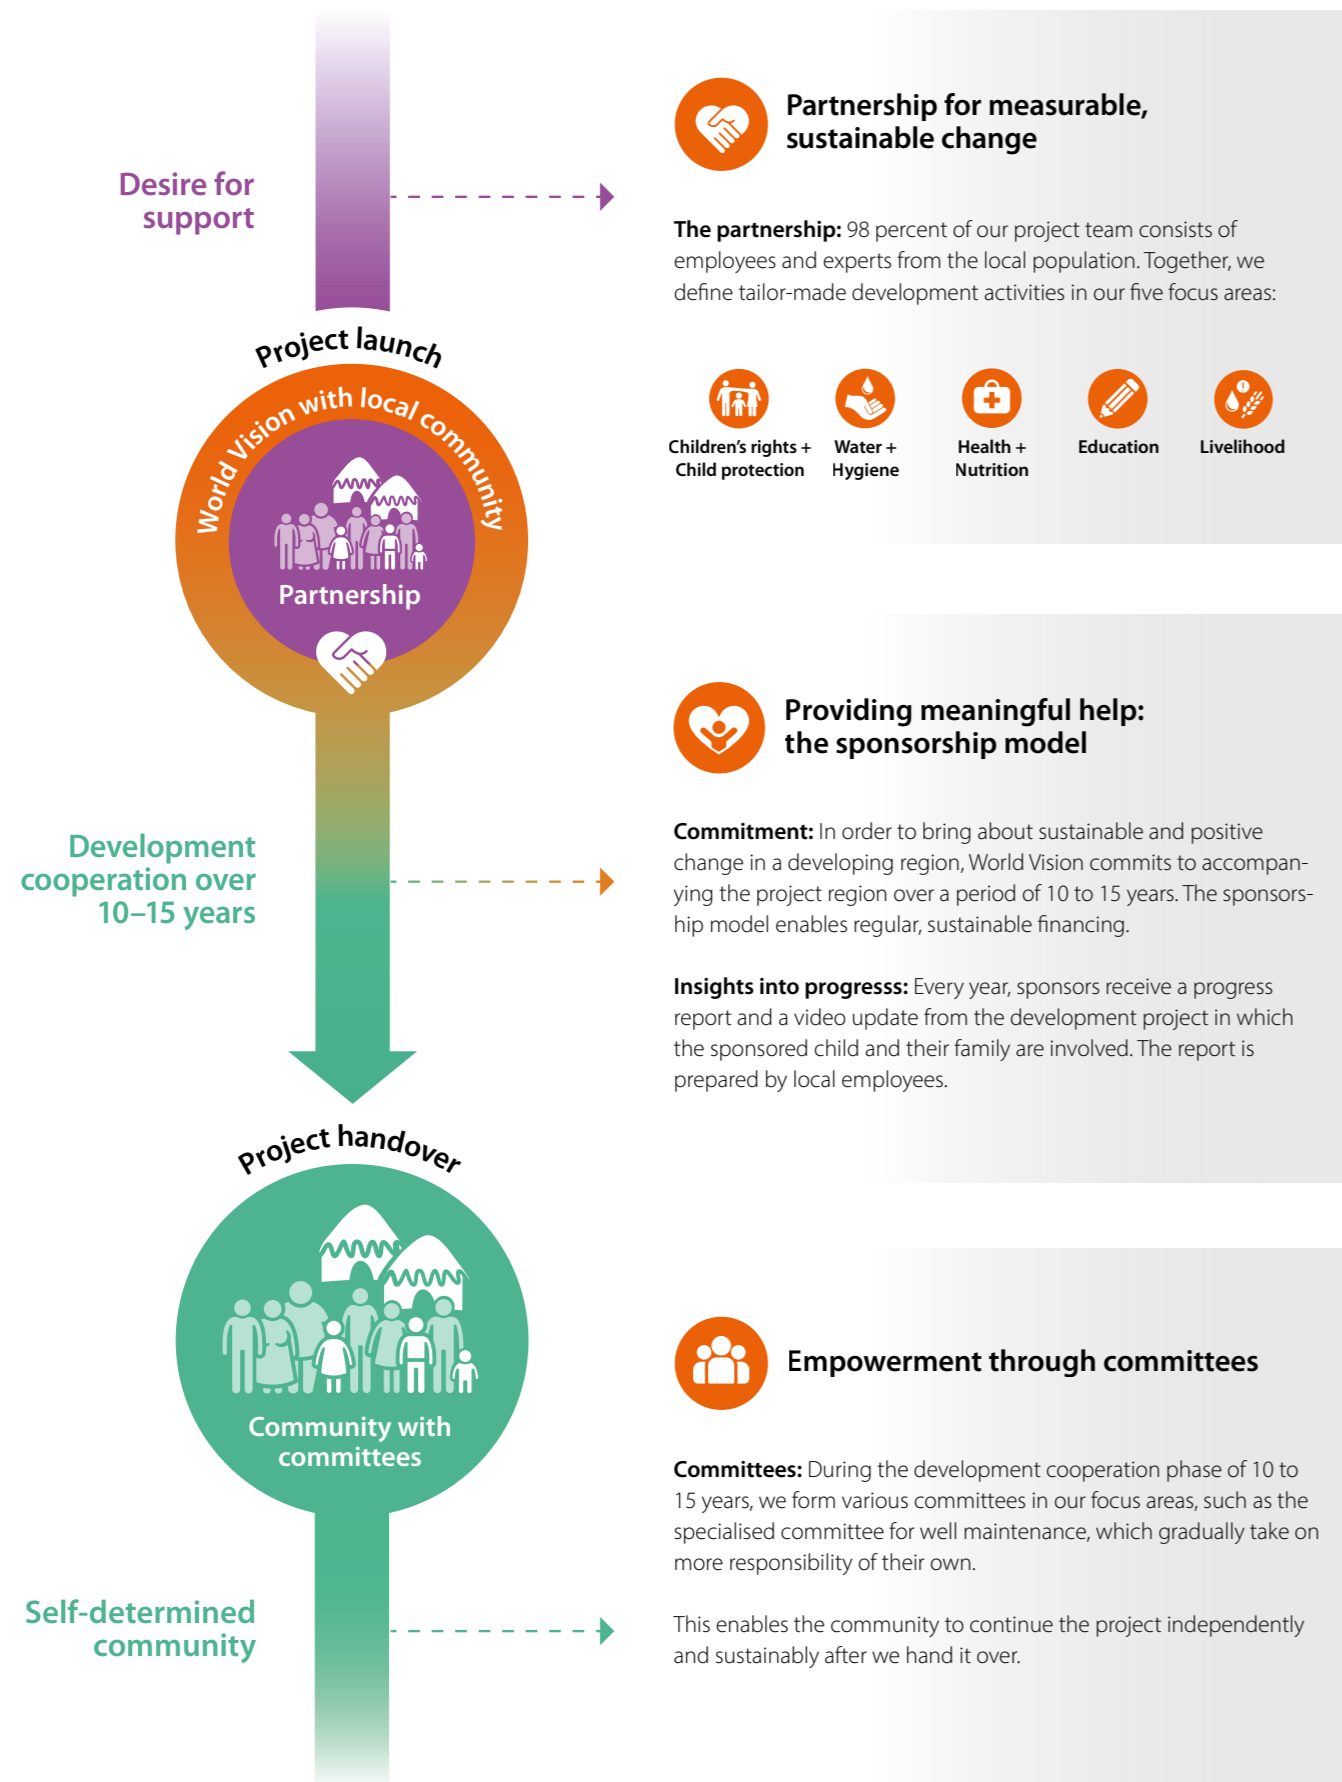 Desire for
support
Partnership for measurable,
sustainable change
The partnership: 98 percent of our project team consists of
employees and experts from the local population. Together, we
define tailor-made development activities in our five focus areas:
Children's rights +
Child protection
Water +
Hygiene
Health +
Nutrition
Education
Livelihood
Project launch
World Vision with local community
Partnership
Development
cooperation over
10–15 years
Providing meaningful help:
the sponsorship model
Commitment: In order to bring about sustainable and positive
change in a developing region, World Vision commits to accompan-
ying the project region over a period of 10 to 15 years. The sponsors-
hip model enables regular, sustainable financing.
Insights into progresss: Every year, sponsors receive a progress
report and a video update from the development project in which
the sponsored child and their family are involved. The report is
prepared by local employees.
Project handover
Community with
committees
Self-determined
community
Empowerment through committees
Committees: During the development cooperation phase of 10 to
15 years, we form various committees in our focus areas, such as the
specialised committee for well maintenance, which gradually take on
more responsibility of their own.
This enables the community to continue the project independently
and sustainably after we hand it over.